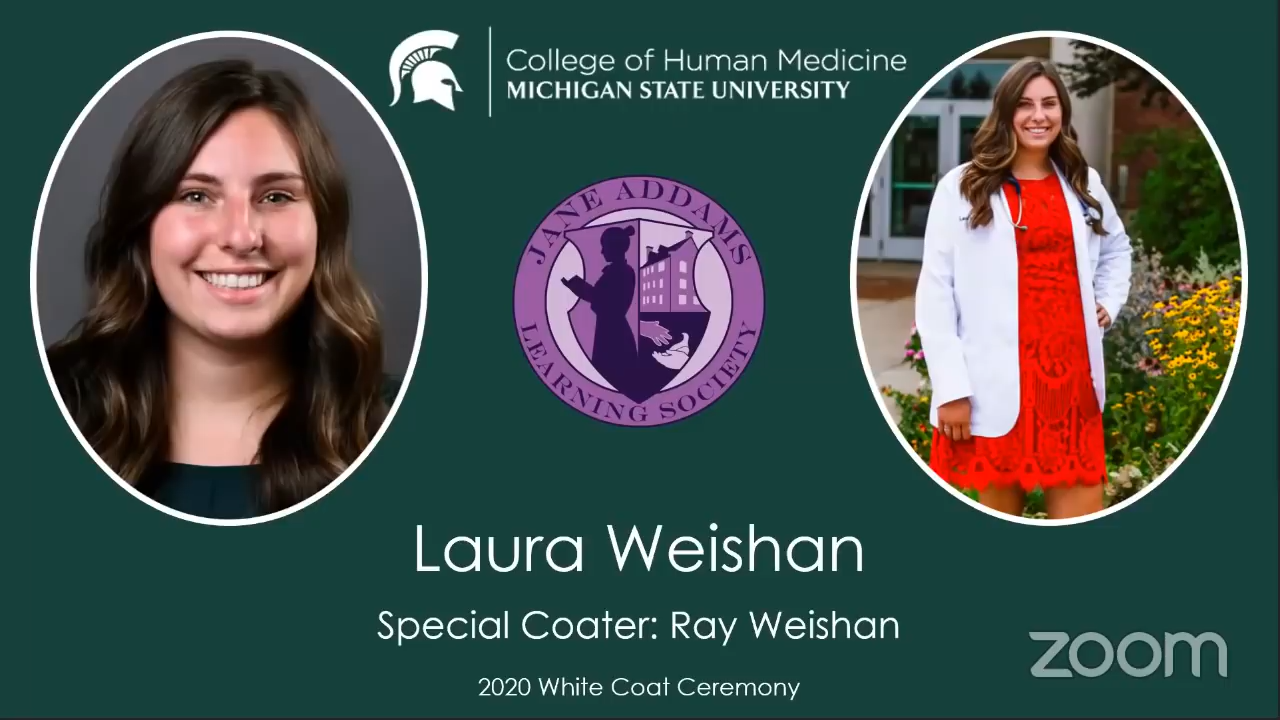 College of Human Medicine
MICHIGAN STATE UNIVERSITY
JANE ADDAMS
LEARNING SOCIETY
Laura Weishan
Special Coater: Ray Weishan
zoom
2020 White Coat Ceremony